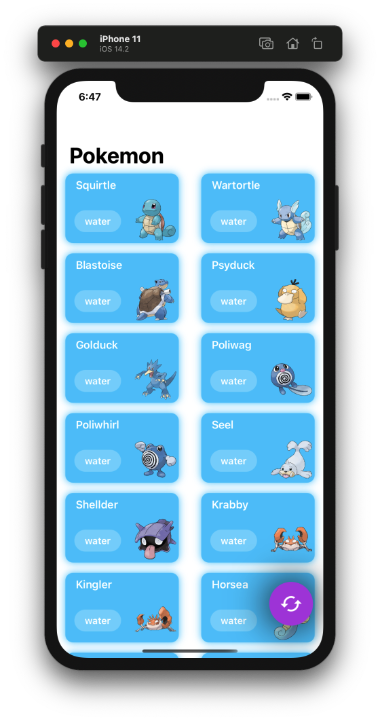 iPhone 11
iOS 14.2
6:47
Pokemon
Squirtle
water
Wartortle
water
Blastoise
water
Psyduck
water
Golduck
water
Poliwag
water
Poliwhirl
water
Seel
water
Shellder
water
Krabby
water
Kingler
water
Horsea
water